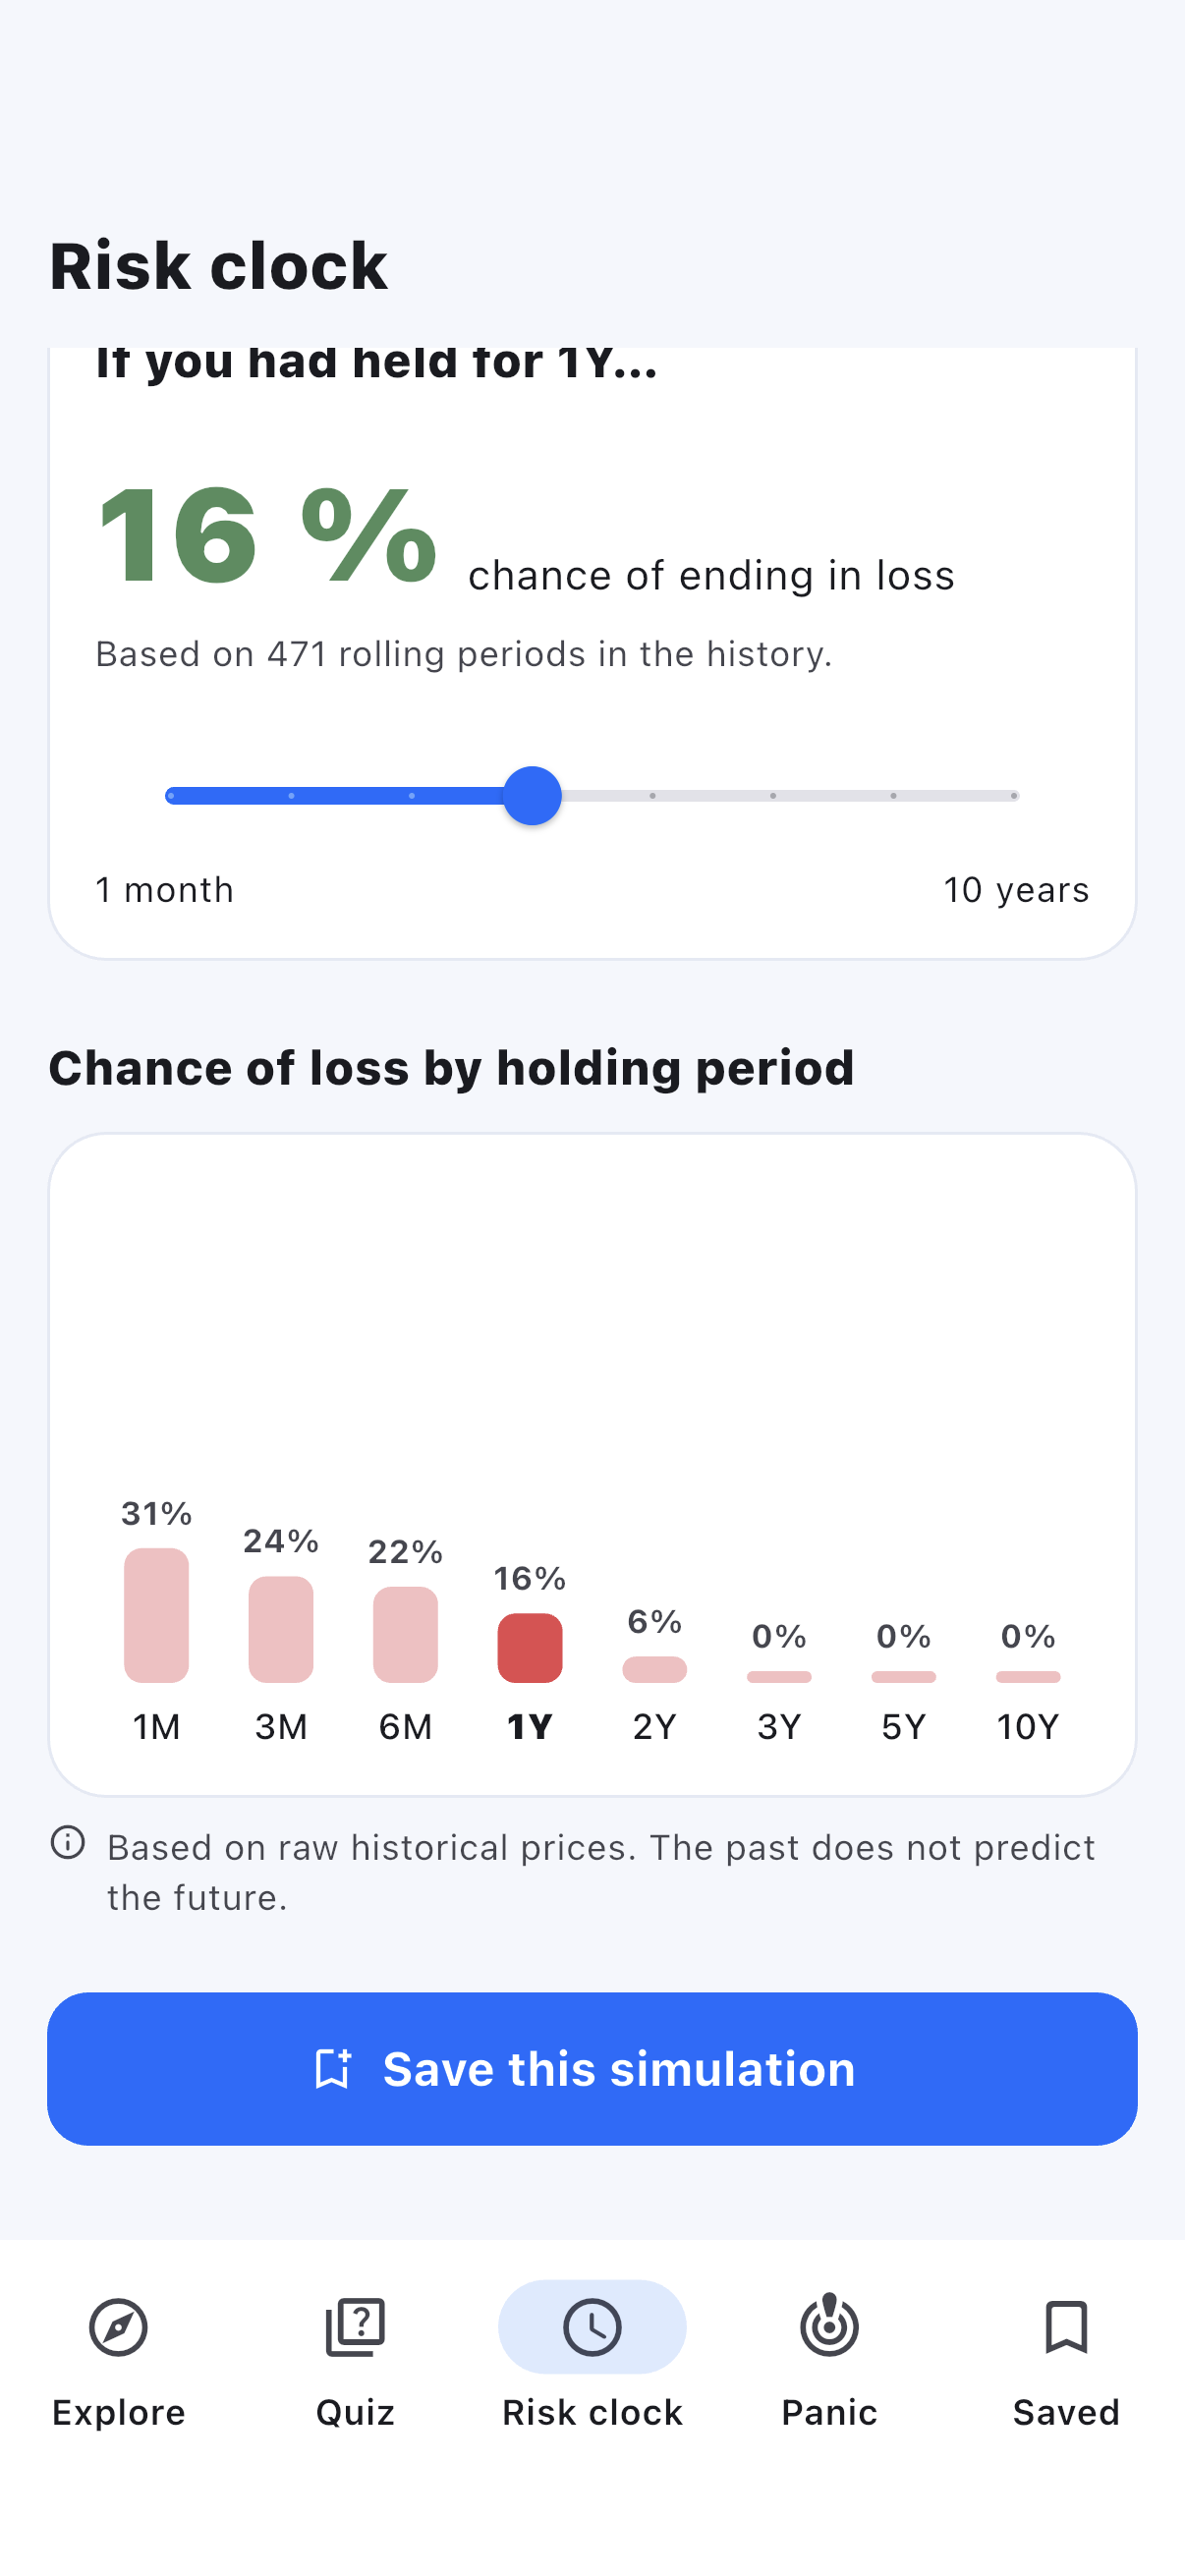 Risk clock
If you had held for 1Y...
16 % chance of ending in loss
Based on 471 rolling periods in the history.
1 month 10 years
Chance of loss by holding period
31% 24% 22% 16% 6% 0% 0% 0%
1M 3M 6M 1Y 2Y 3Y 5Y 10Y
Based on raw historical prices. The past does not predict
the future.
Save this simulation
Explore Quiz Risk clock Panic Saved